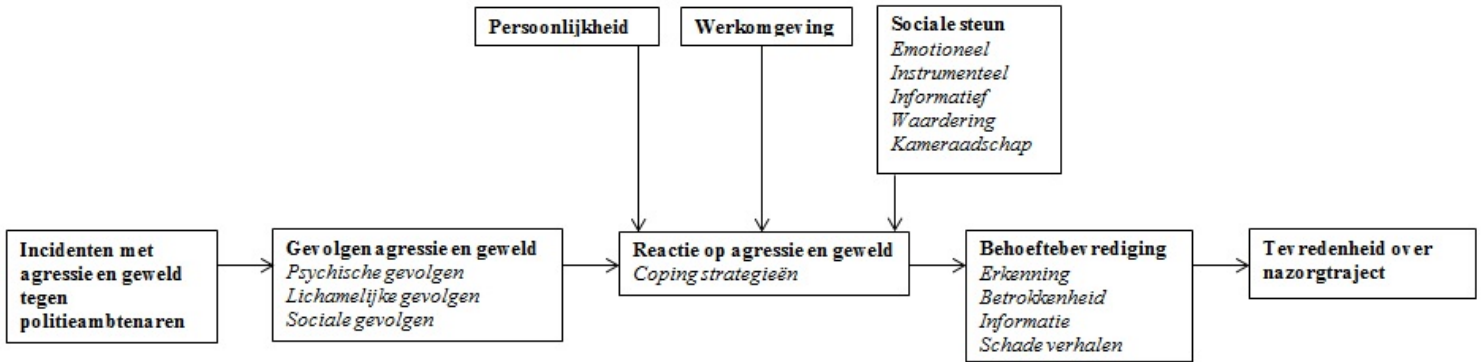 Persoonlijkheid
Werkomgeving
Sociale steun
Emotioneel
Instrumenteel
Informatief
Waardering
Kameraadschap
Incidenten met
agressie en geweld
tegen
politieambtenaren
Gevolgen agressie en geweld
Psychische gevolgen
Lichamelijke gevolgen
Sociale gevolgen
Reactie op agressie en geweld
Coping strategieën
Behoeftebevrediging
Erkenning
Betrokkenheid
Informatie
Schade verhalen
Tevredenheid over
nazorgtraject